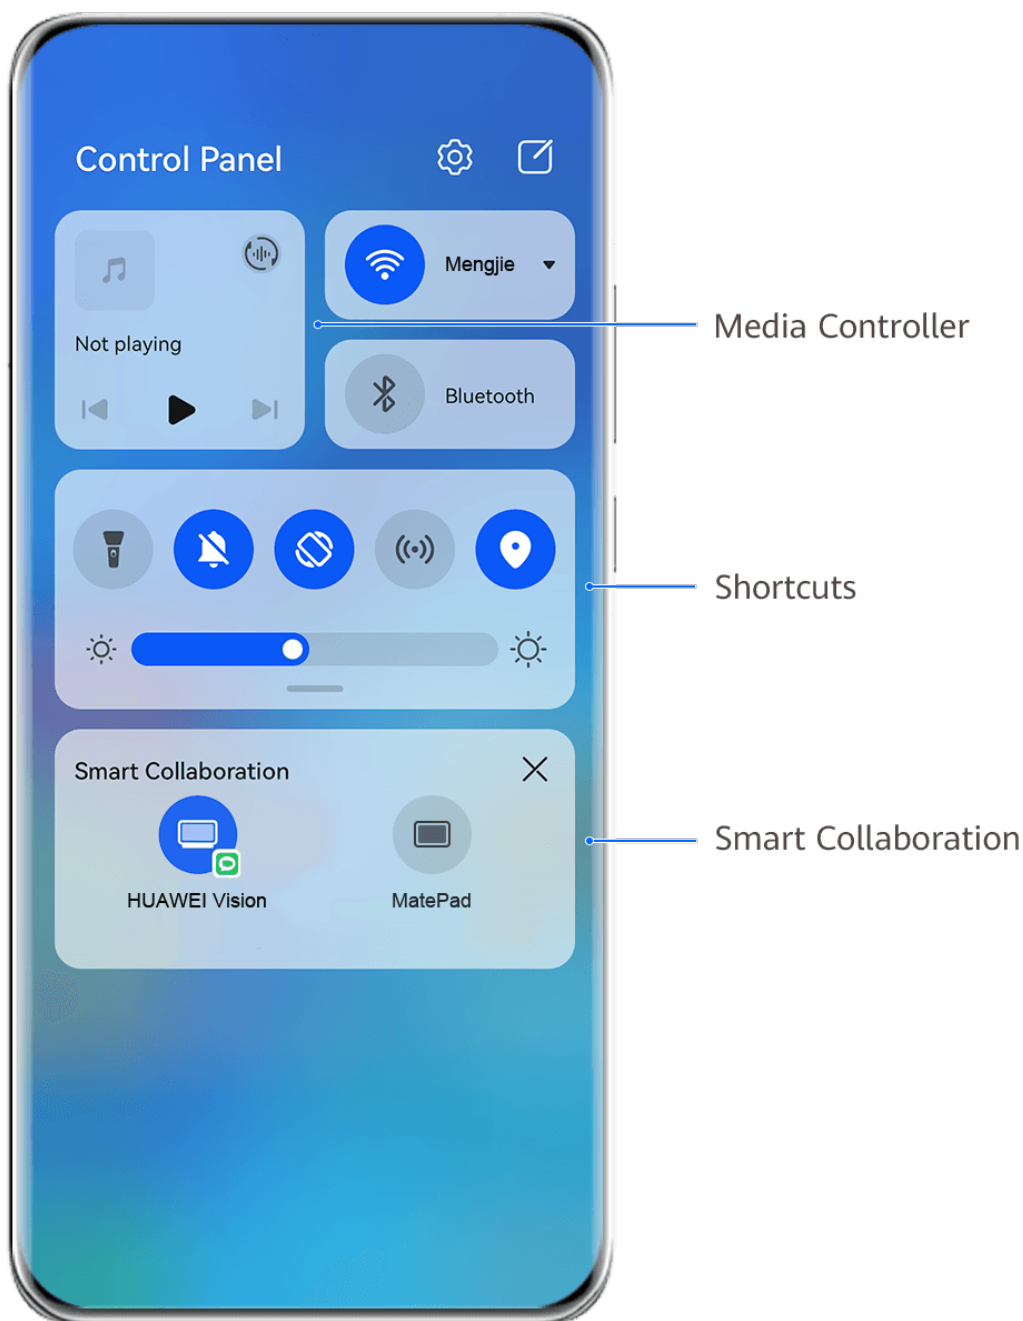 Control Panel
Mengjie
Media Controller
Not playing
Bluetooth
Shortcuts
Smart Collaboration
Smart Collaboration
HUAWEI Vision
MatePad